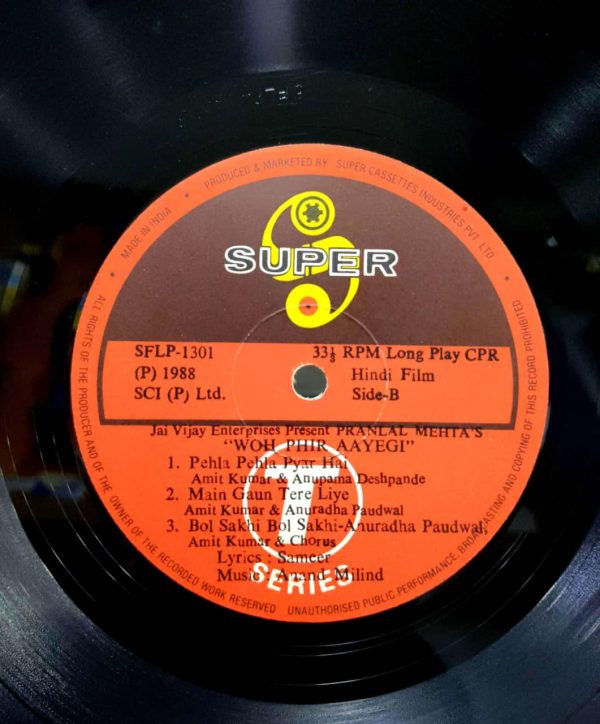 • MADE IN INDIA • PRODUCED & MARKETED BY SUPER CASSETTES INDUSTRIES PVT. LTD. •
SUPER
SFLP-1301 33⅓ RPM Long Play CPR
(P) 1988 Hindi Film
SCI (P) Ltd. Side-B
Jai Vijay Enterprises Present PRANLAL MEHTA'S
"WOH PHIR AAYEGI"
1. Pehla Pehla Pyar Hai
Amit Kumar & Anupama Deshpande
2. Main Gaun Tere Liye
Amit Kumar & Anuradha Paudwal
3. Bol Sakhi Bol Sakhi-Anuradha Paudwal,
Amit Kumar & Chorus
Lyrics : Sameer
Music : Anand Milind
T
SERIES
ALL RIGHTS OF THE PRODUCER AND OF THE OWNER OF THE RECORDED WORK RESERVED UNAUTHORISED PUBLIC PERFORMANCE, BROADCASTING AND COPYING OF THIS RECORD PROHIBITED.